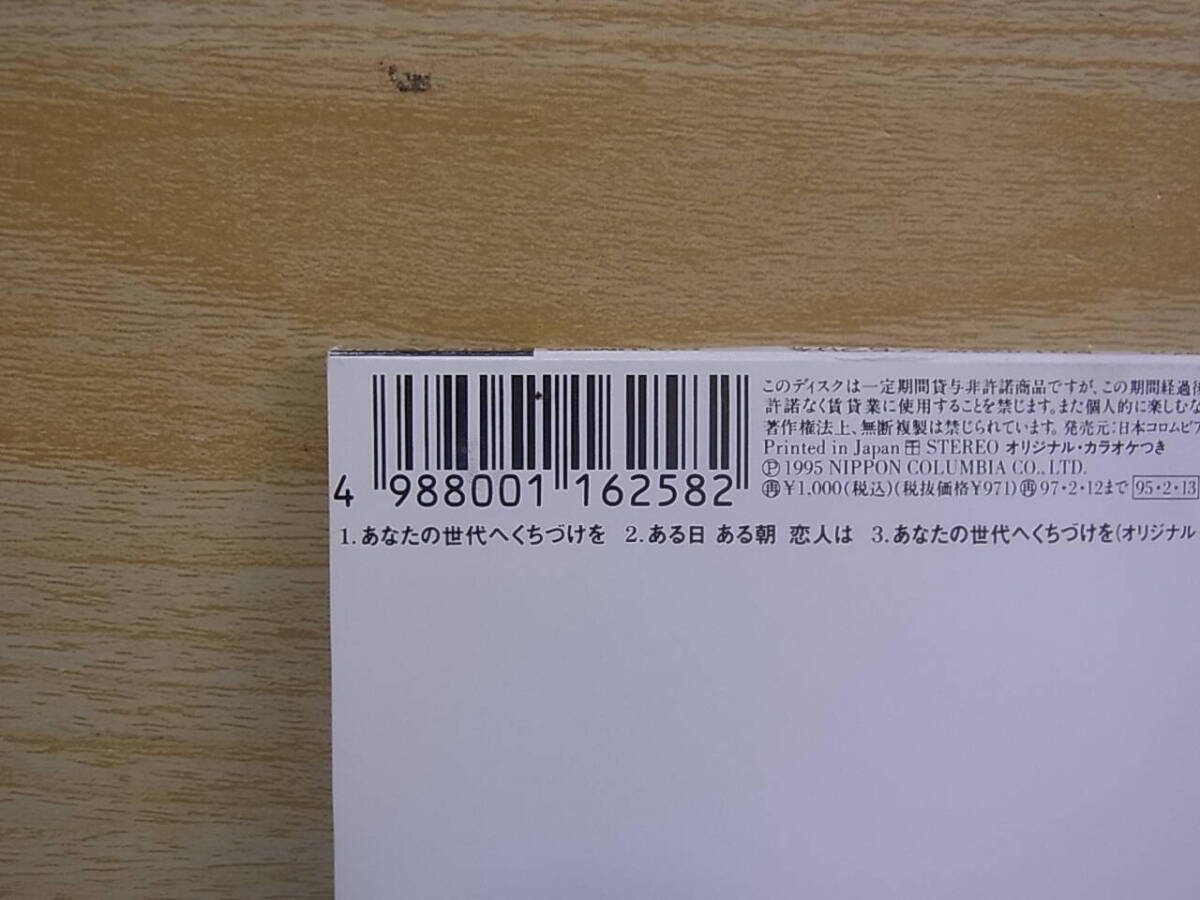 このディスクは一定期間貸与非許諾商品ですが、この期間経過後
許諾なく賃貸業に使用することを禁じます。また個人的に楽しむな
著作権法上、無断複製は禁じられています。発売元:日本コロムビア
Printed in Japan STEREO オリジナル・カラオケつき
Ⓟ1995 NIPPON COLUMBIA CO., LTD.
㊢¥1,000(税込)(税抜価格¥971)㊢97・2・12まで 95・2・13
4 988001 162582
1.あなたの世代へくちづけを 2.ある日 ある朝 恋人は 3.あなたの世代へくちづけを(オリジナル